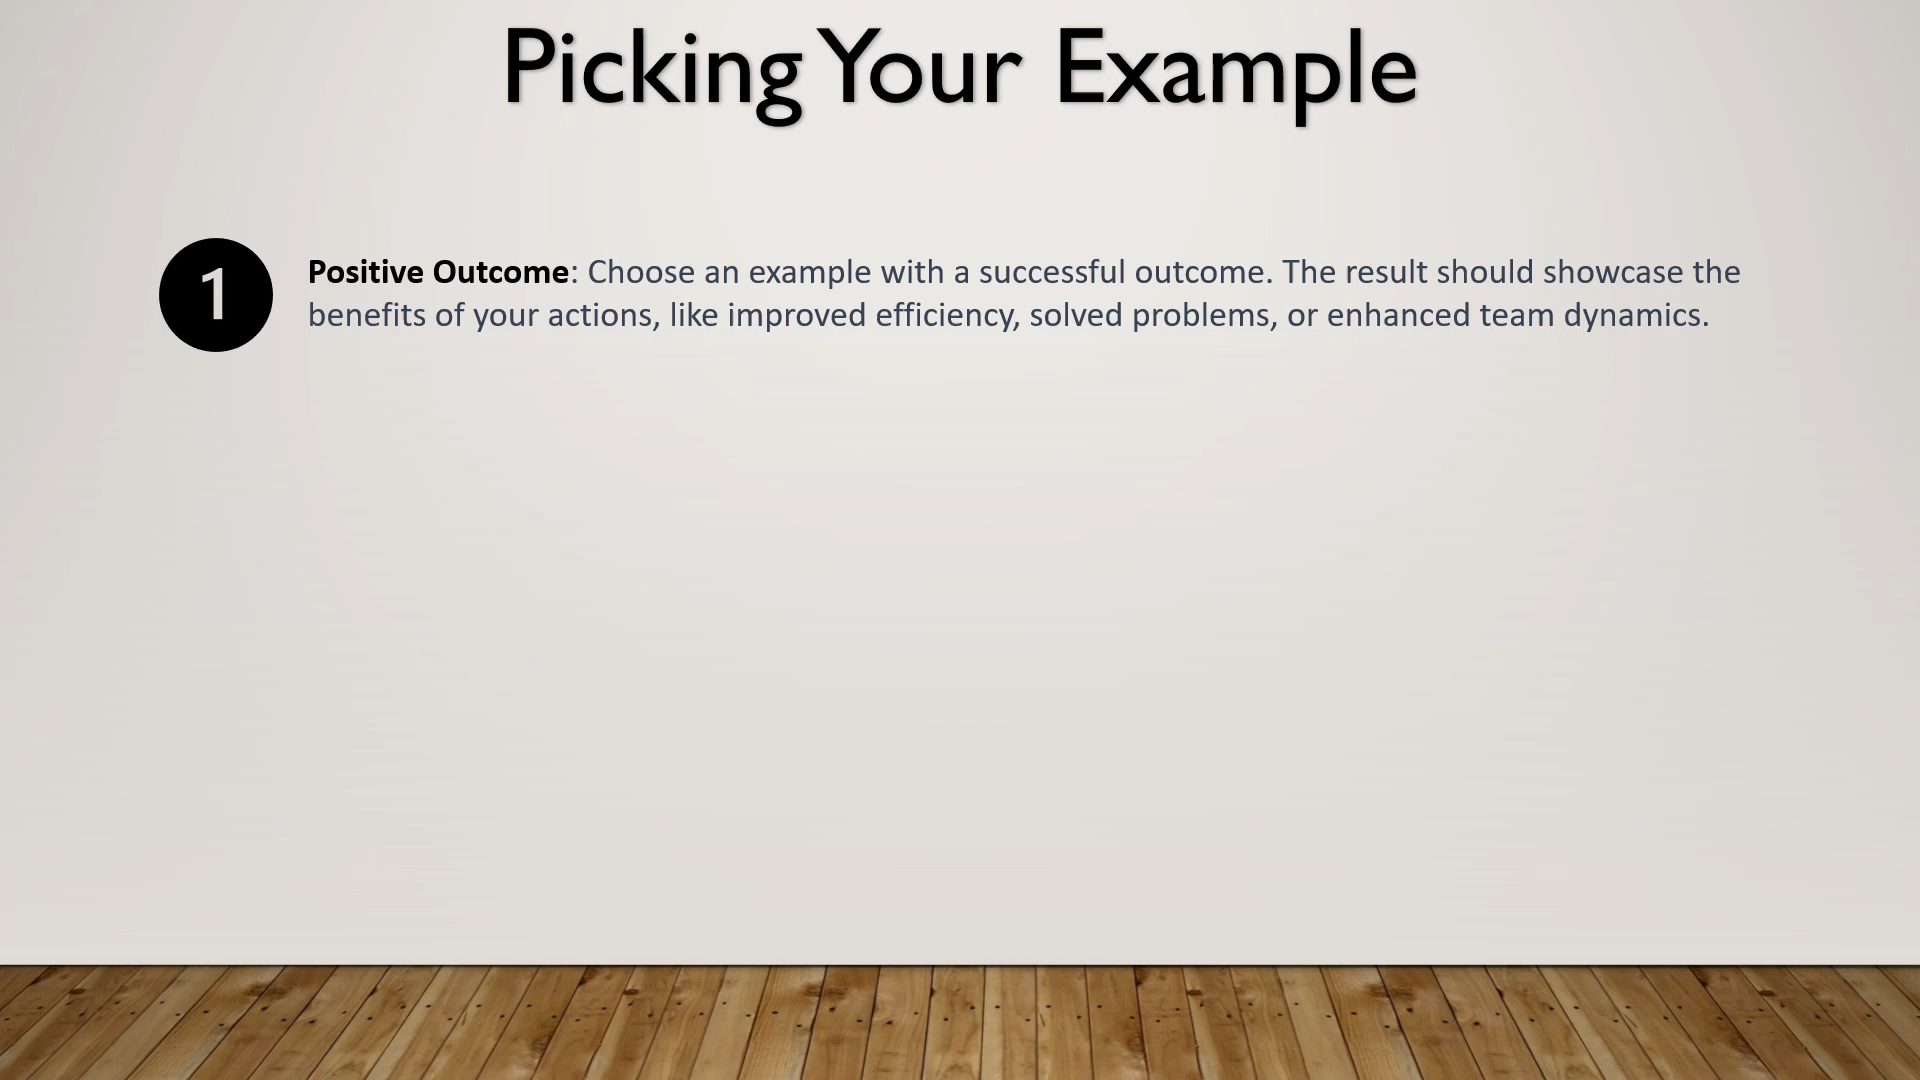 Picking Your Example
1
Positive Outcome: Choose an example with a successful outcome. The result should showcase the
benefits of your actions, like improved efficiency, solved problems, or enhanced team dynamics.